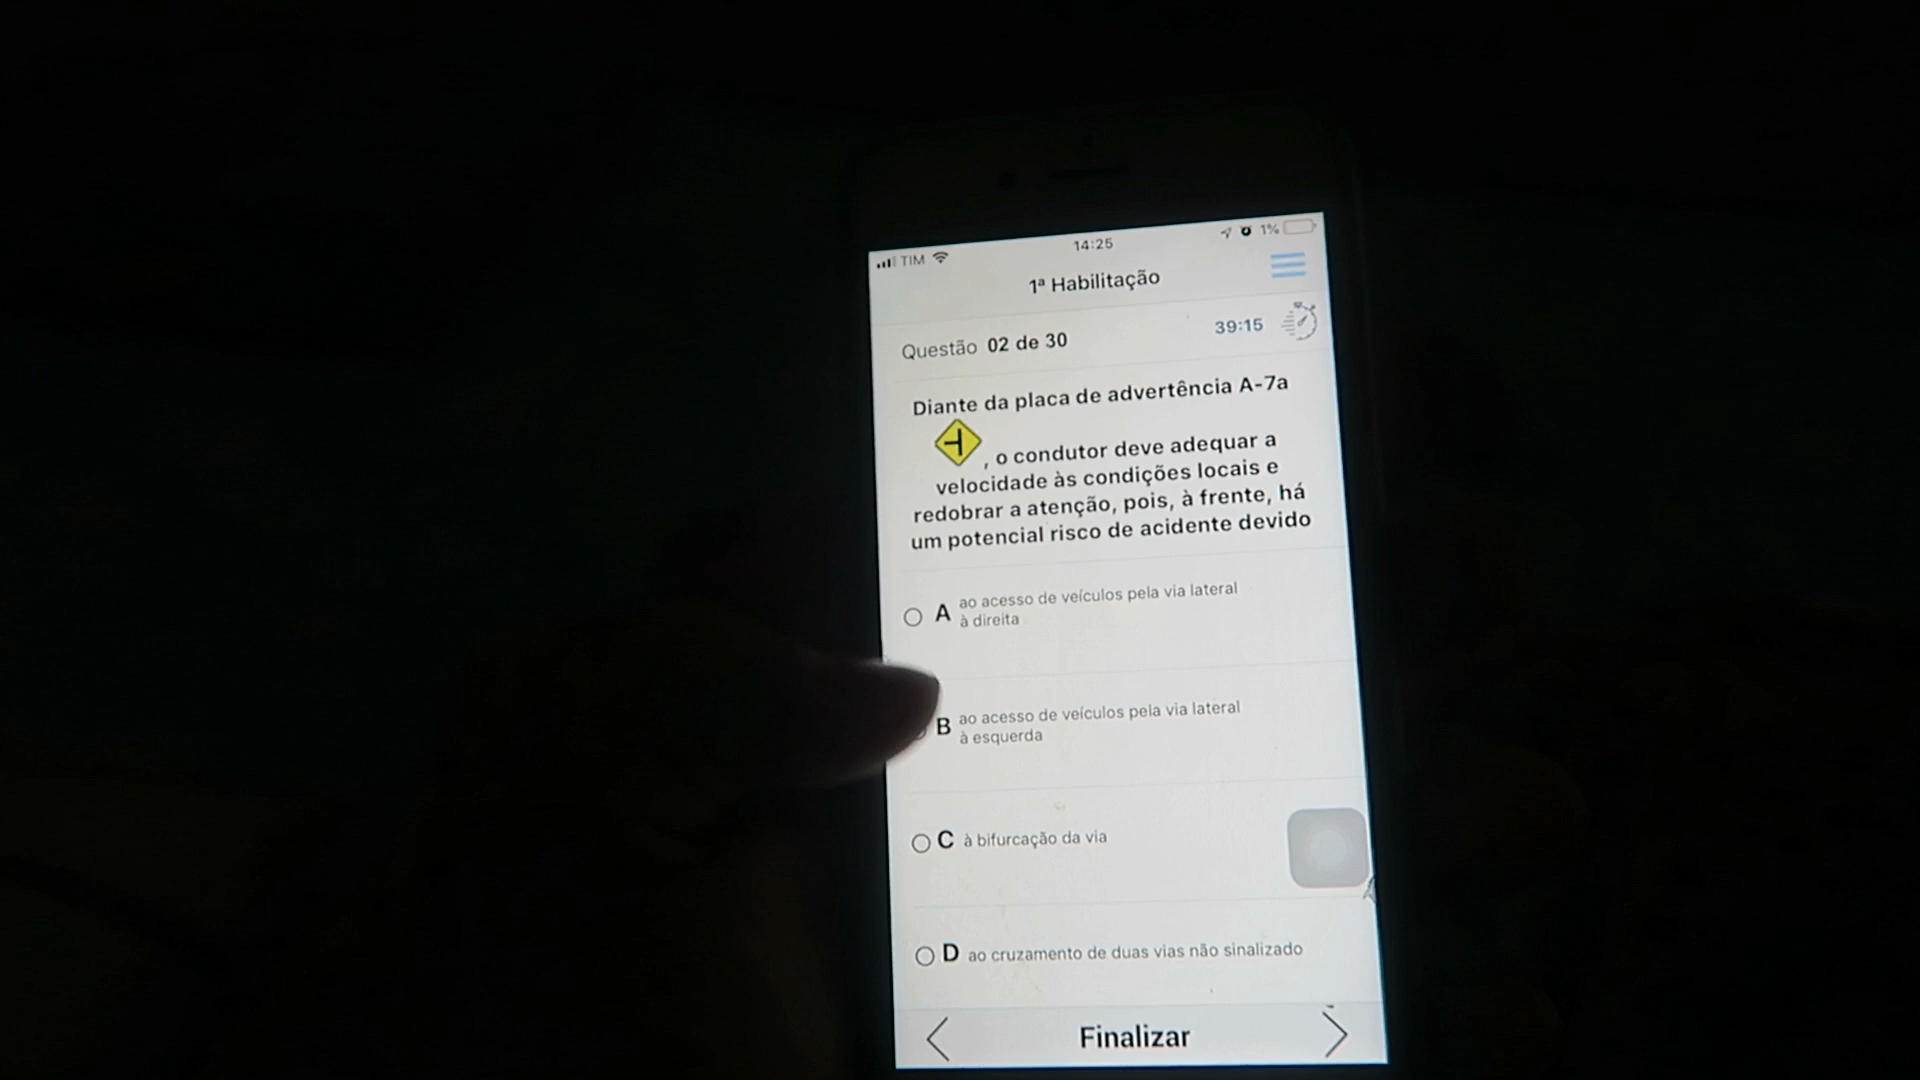 TIM 14:25 1%
1ª Habilitação
Questão 02 de 30 39:15
Diante da placa de advertência A-7a
, o condutor deve adequar a
velocidade às condições locais e
redobrar a atenção, pois, à frente, há
um potencial risco de acidente devido
A ao acesso de veículos pela via lateral
à direita
B ao acesso de veículos pela via lateral
à esquerda
C à bifurcação da via
D ao cruzamento de duas vias não sinalizado
Finalizar